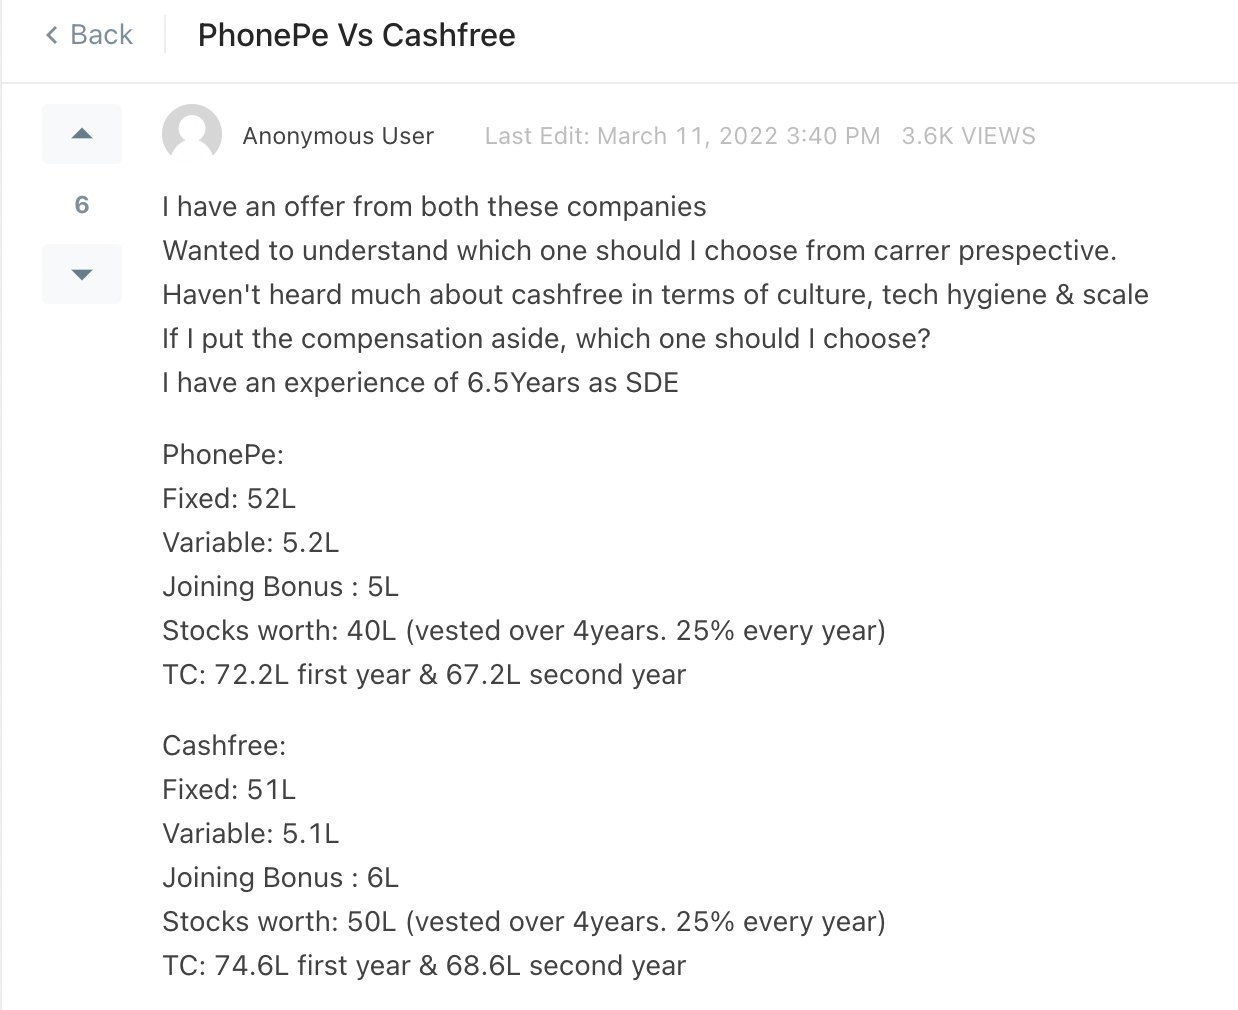 Back
PhonePe Vs Cashfree
Anonymous User Last Edit: March 11, 2022 3:40 PM 3.6K VIEWS
6
I have an offer from both these companies
Wanted to understand which one should I choose from carrer prespective.
Haven't heard much about cashfree in terms of culture, tech hygiene & scale
If I put the compensation aside, which one should I choose?
I have an experience of 6.5Years as SDE
PhonePe:
Fixed: 52L
Variable: 5.2L
Joining Bonus : 5L
Stocks worth: 40L (vested over 4years. 25% every year)
TC: 72.2L first year & 67.2L second year
Cashfree:
Fixed: 51L
Variable: 5.1L
Joining Bonus : 6L
Stocks worth: 50L (vested over 4years. 25% every year)
TC: 74.6L first year & 68.6L second year